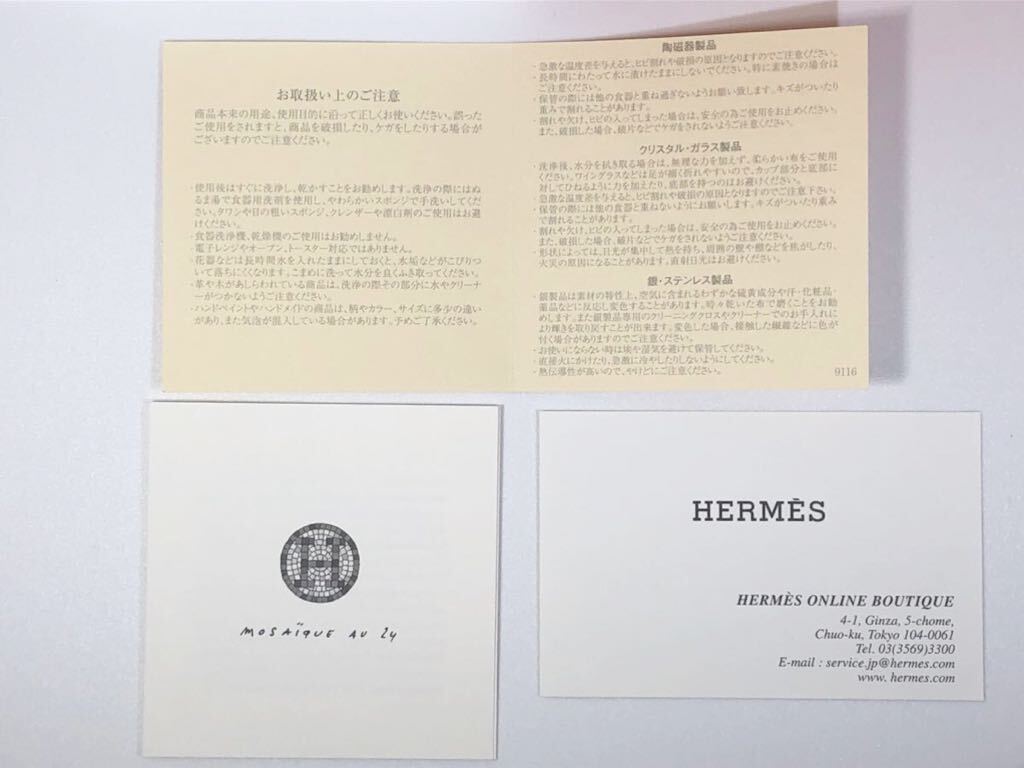 お取扱い上のご注意
商品本来の用途、使用目的に沿って正しくお使いください。誤った
ご使用をされますと、商品を破損したり、ケガをしたりする場合が
ございますのでご注意ください。
・使用後はすぐに洗浄し、乾かすことをお勧めします。洗浄の際にはぬ
るま湯で食器用洗剤を使用し、やわらかいスポンジで手洗いしてくだ
さい。タワシや目の粗いスポンジ、クレンザーや漂白剤のご使用はお避
けください。
・食器洗浄機、乾燥機のご使用はお勧めしません。
・電子レンジやオーブン、トースター対応ではありません。
・花器などは長時間水を入れたままにしておくと、水垢などがこびりつ
いて落ちにくくなります。こまめに洗って水分を良くふき取ってください。
・革や木があしらわれている商品は、洗浄の際その部分に水やクリーナ
ーがつかないようご注意ください。
・ハンドペイントやハンドメイドの商品は、柄やカラー、サイズに多少の違い
があり、また気泡が混入している場合があります。予めご了承ください。
陶磁器製品
・急激な温度差を与えると、ヒビ割れや破損の原因となりますのでご注意ください。
・長時間にわたって水に漬けたままにしないでください。特に素焼きの場合は
ご注意ください。
・保管の際には他の食器と重ね過ぎないようお願い致します。キズがついたり
重みで割れることがあります。
・割れや欠け、ヒビの入ってしまった場合は、安全の為ご使用をお止めください。
また、破損した場合、破片などでケガをされないようご注意ください。
クリスタル・ガラス製品
・洗浄後、水分を拭き取る場合は、無理な力を加えず、柔らかい布をご使用
ください。ワイングラスなどは足が細く折れやすいので、カップ部分と底部に
対してひねるように力を加えたり、底部を持つのはお避けください。
・急激な温度差を与えると、ヒビ割れや破損の原因となりますのでご注意下さい。
・保管の際には他の食器と重ねないようにお願いします。キズがついたり重み
で割れることがあります。
・割れや欠け、ヒビの入ってしまった場合は、安全の為ご使用をお止めください。
また、破損した場合、破片などでケガをされないようご注意ください。
・形状によっては、日光が集中して熱を持ち、周囲の壁や棚などを焦がしたり、
火災の原因になることがあります。直射日光はお避けください。
銀・ステンレス製品
・銀製品は素材の特性上、空気に含まれるわずかな硫黄成分や汗・化粧品・
薬品などに反応し変色することがあります。時々乾いた布で磨くことをお勧
めします。また銀製品専用のクリーニングクロスやクリーナーでのお手入れに
より輝きを取り戻すことが出来ます。変色した場合、接触した繊維などに色が
付く場合がありますのでご注意ください。
・お使いにならない時は埃や湿気を避けて保管してください。
・直接火にかけたり、急激に冷やしたりしないようにしてください。
・熱伝導性が高いので、やけどにご注意ください。
9116
H
MOSAÏQUE AU 24
HERMÈS
HERMÈS ONLINE BOUTIQUE
4-1, Ginza, 5-chome,
Chuo-ku, Tokyo 104-0061
Tel. 03(3569)3300
E-mail : service.jp@hermes.com
www. hermes.com